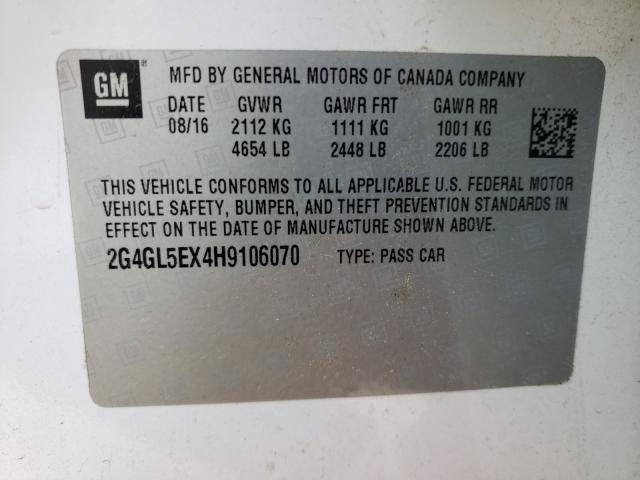 GM ® MFD BY GENERAL MOTORS OF CANADA COMPANY
DATE GVWR GAWR FRT GAWR RR
08/16 2112 KG 1111 KG 1001 KG
4654 LB 2448 LB 2206 LB
THIS VEHICLE CONFORMS TO ALL APPLICABLE U.S. FEDERAL MOTOR
VEHICLE SAFETY, BUMPER, AND THEFT PREVENTION STANDARDS IN
EFFECT ON THE DATE OF MANUFACTURE SHOWN ABOVE.
2G4GL5EX4H9106070 TYPE: PASS CAR